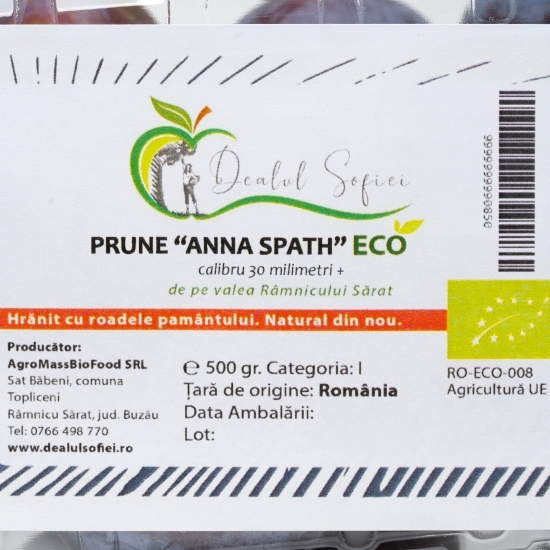 Dealul Sofiei
PRUNE “ANNA SPATH” ECO
calibru 30 milimetri +
de pe valea Râmnicului Sărat
Hrănit cu roadele pamântului. Natural din nou.
Producător:
AgroMassBioFood SRL
Sat Băbeni, comuna
Topliceni
Râmnicu Sărat, jud. Buzău
Tel: 0766 498 770
www.dealulsofiei.ro
℮ 500 gr. Categoria: I
Țară de origine: România
Data Ambalării:
Lot:
RO-ECO-008
Agricultură UE